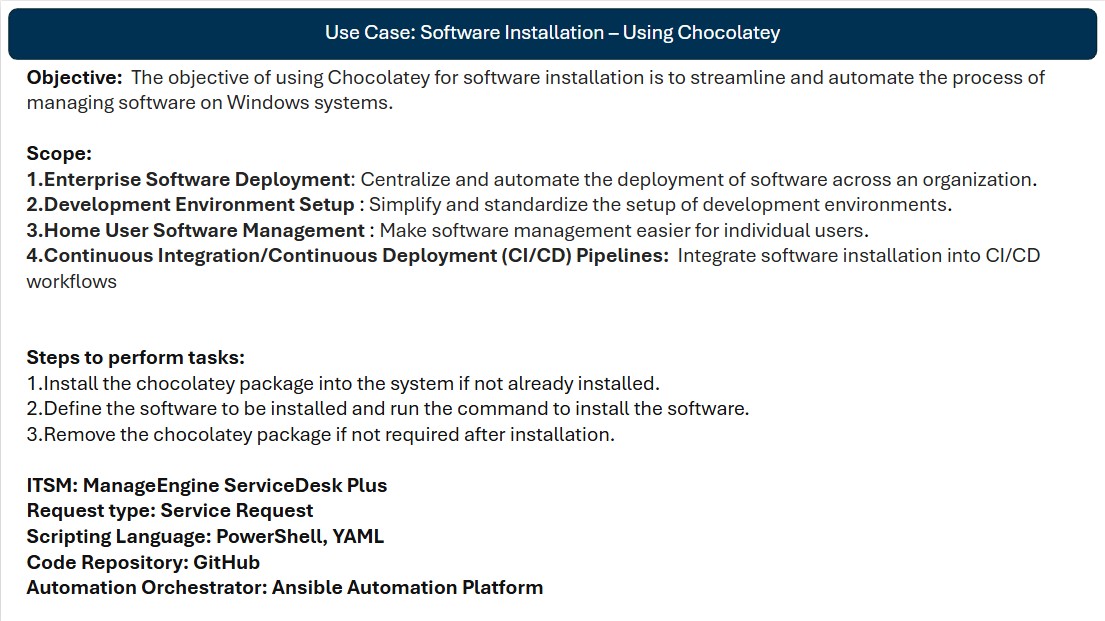 Use Case: Software Installation – Using Chocolatey
Objective: The objective of using Chocolatey for software installation is to streamline and automate the process of
managing software on Windows systems.
Scope:
1.Enterprise Software Deployment: Centralize and automate the deployment of software across an organization.
2.Development Environment Setup : Simplify and standardize the setup of development environments.
3.Home User Software Management : Make software management easier for individual users.
4.Continuous Integration/Continuous Deployment (CI/CD) Pipelines: Integrate software installation into CI/CD
workflows
Steps to perform tasks:
1.Install the chocolatey package into the system if not already installed.
2.Define the software to be installed and run the command to install the software.
3.Remove the chocolatey package if not required after installation.
ITSM: ManageEngine ServiceDesk Plus
Request type: Service Request
Scripting Language: PowerShell, YAML
Code Repository: GitHub
Automation Orchestrator: Ansible Automation Platform